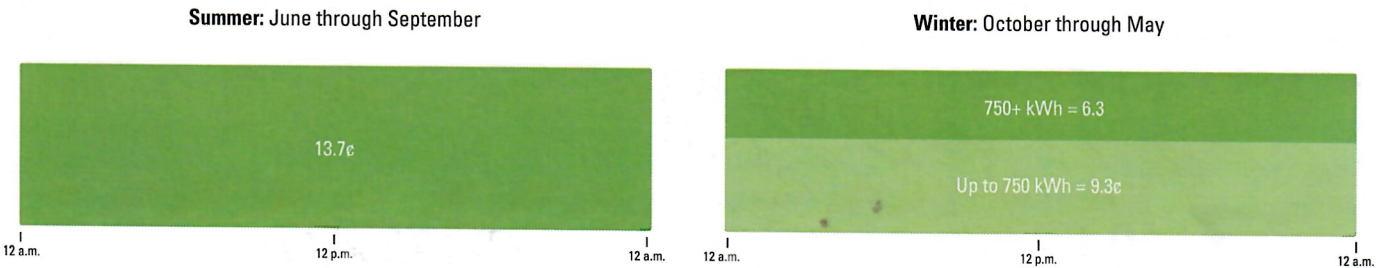 Summer: June through September
13.7¢
12 a.m.
12 p.m.
12 a.m.
Winter: October through May
750+ kWh = 6.3
Up to 750 kWh = 9.3¢
12 a.m.
12 p.m.
12 a.m.